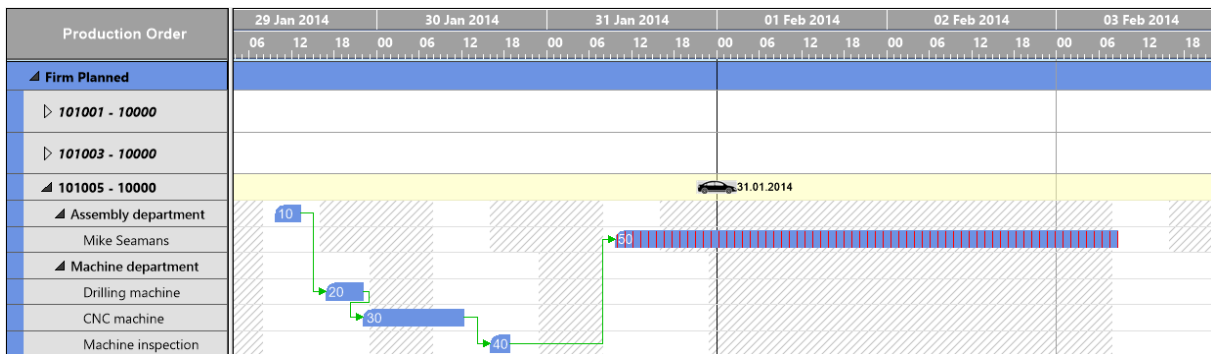 Production Order
29 Jan 2014 30 Jan 2014 31 Jan 2014 01 Feb 2014 02 Feb 2014 03 Feb 2014
06 12 18 00 06 12 18 00 06 12 18 00 06 12 18 00 06 12 18 00 06 12 18
Firm Planned
101001 - 10000
101003 - 10000
101005 - 10000 31.01.2014
Assembly department 10
Mike Seamans 50
Machine department
Drilling machine 20
CNC machine 30
Machine inspection 40